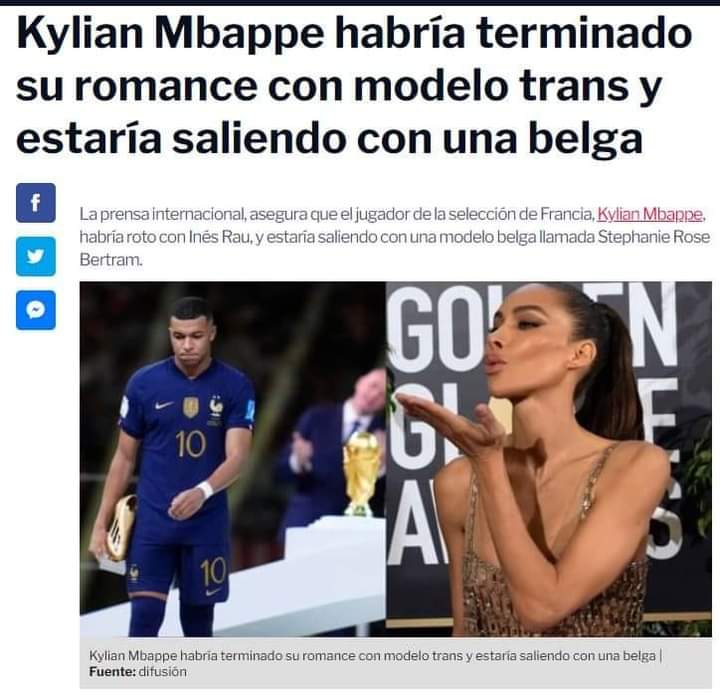 Kylian Mbappe habría terminado
su romance con modelo trans y
estaría saliendo con una belga
La prensa internacional, asegura que el jugador de la selección de Francia, Kylian Mbappe,
habría roto con Inés Rau, y estaría saliendo con una modelo belga llamada Stephanie Rose
Bertram.
10
10
GOL EN
GL E
A S
Kylian Mbappe habría terminado su romance con modelo trans y estaría saliendo con una belga |
Fuente: difusión